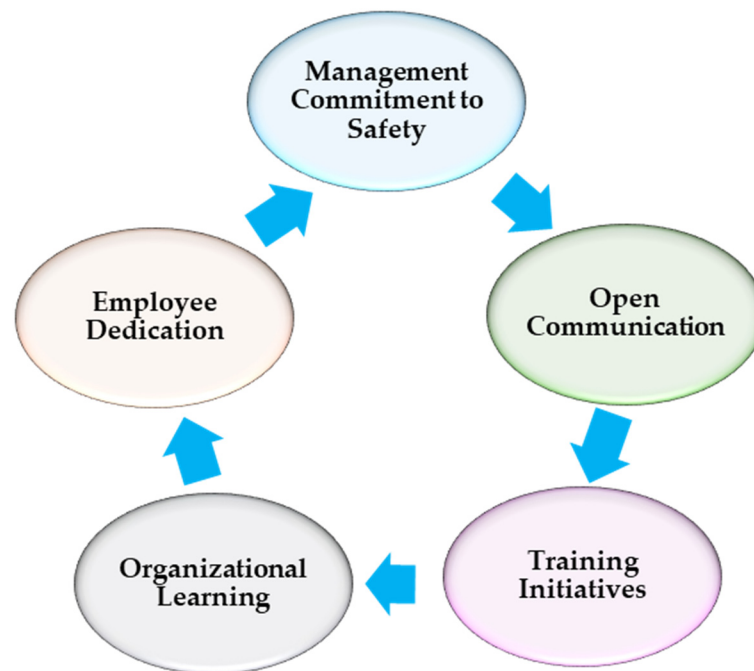 Management
Commitment to
Safety
Open
Communication
Training
Initiatives
Organizational
Learning
Employee
Dedication